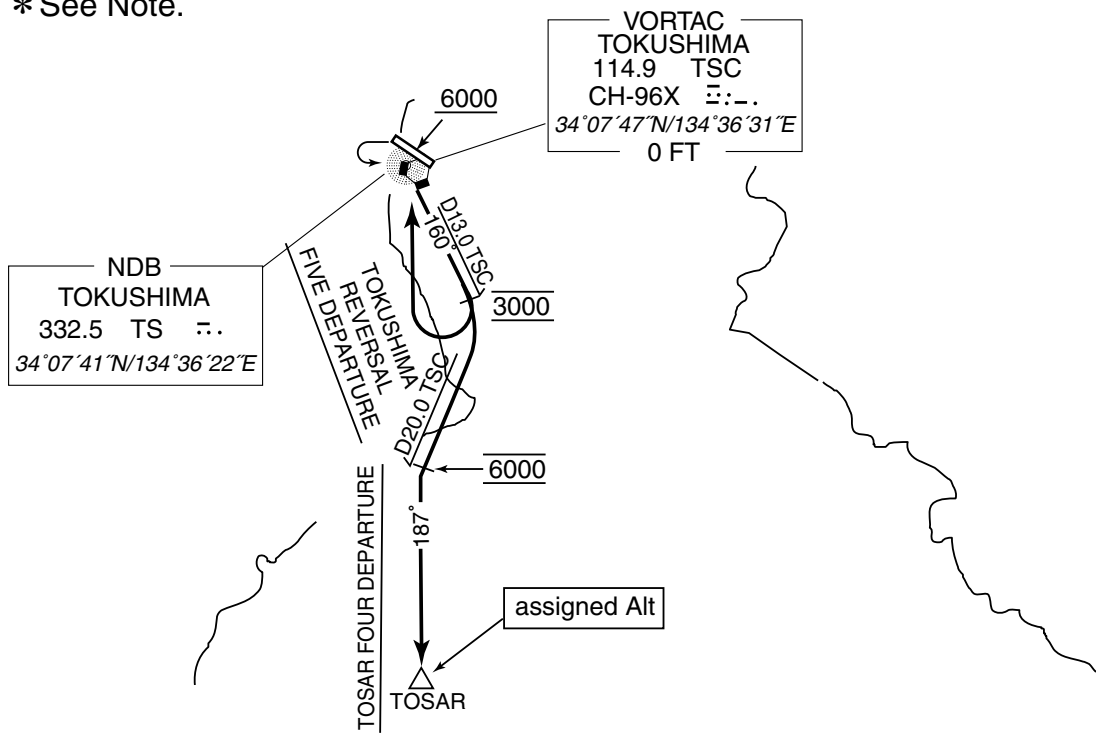 *See Note.
VORTAC
TOKUSHIMA
114.9 TSC
CH-96X
34°07´47˝N/134°36´31˝E
0 FT
6000
NDB
TOKUSHIMA
332.5 TS
34°07´41˝N/134°36´22˝E
D13.0 TSC
160°
3000
TOKUSHIMA
REVERSAL
FIVE DEPARTURE
D20.0 TSC
6000
187°
TOSAR FOUR DEPARTURE
assigned Alt
TOSAR